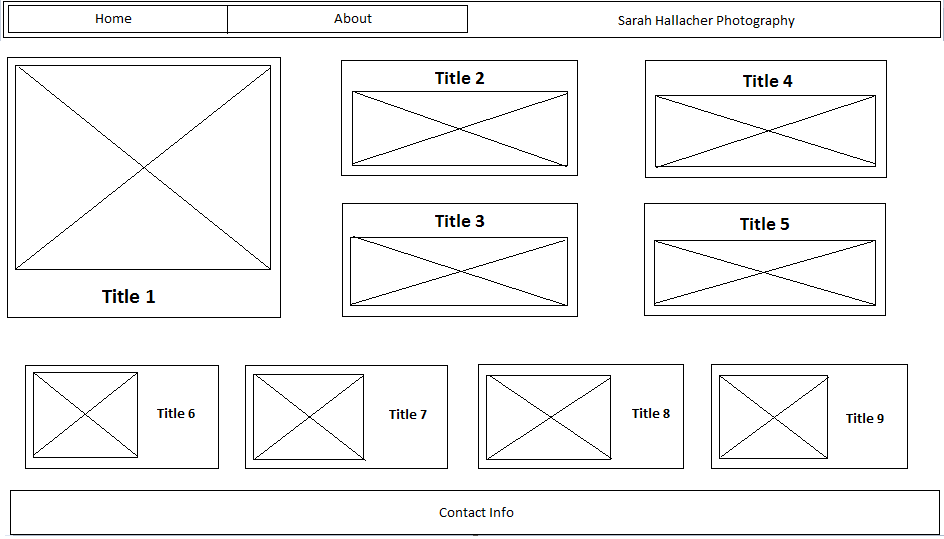 Home
About
Sarah Hallacher Photography
Title 1
Title 2
Title 3
Title 4
Title 5
Title 6
Title 7
Title 8
Title 9
Contact Info